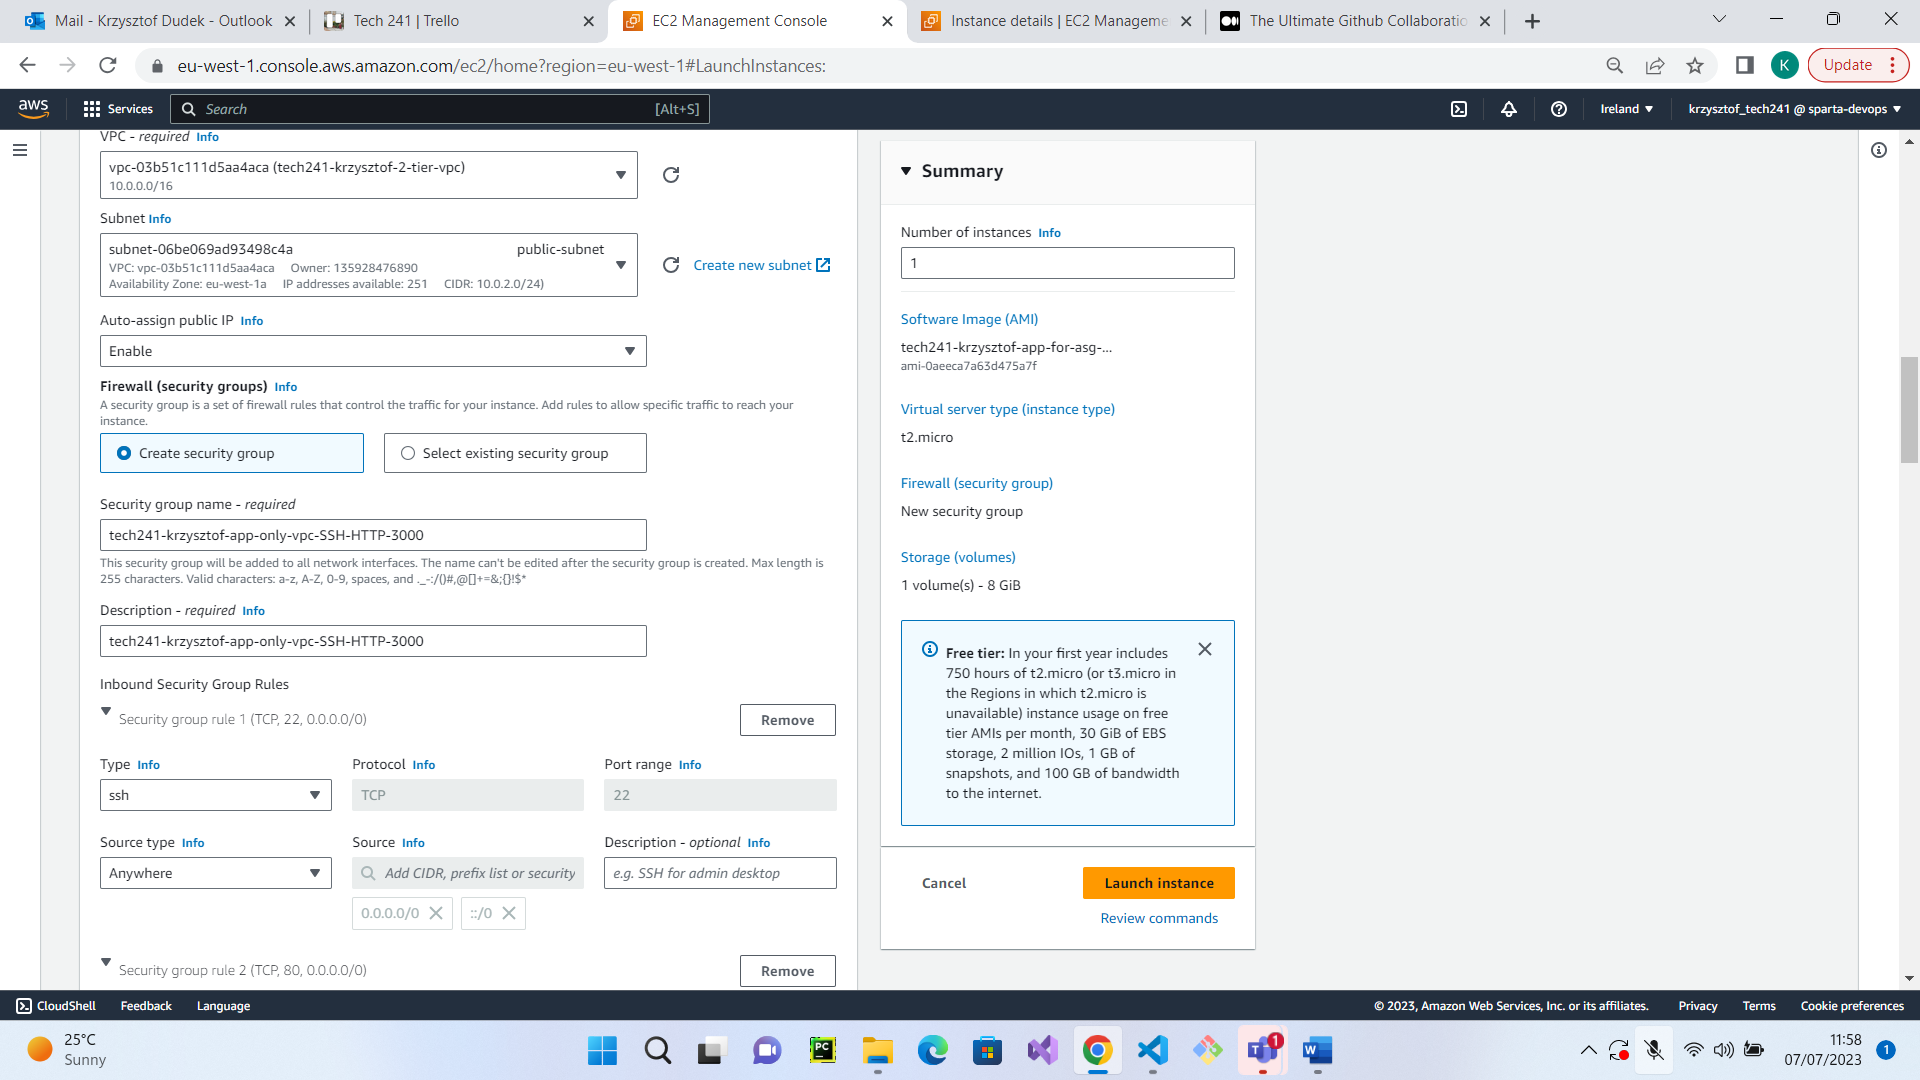 Mail - Krzysztof Dudek - Outlook
Tech 241 | Trello
EC2 Management Console
Instance details | EC2 Manageme
The Ultimate Github Collaboratio
eu-west-1.console.aws.amazon.com/ec2/home?region=eu-west-1#LaunchInstances:
K
Update
aws
Services
Search
[Alt+S]
Ireland
krzysztof_tech241 @ sparta-devops
VPC - required Info
vpc-03b51c111d5aa4aca (tech241-krzysztof-2-tier-vpc)
10.0.0.0/16
Subnet Info
subnet-06be069ad93498c4a public-subnet
VPC: vpc-03b51c111d5aa4aca Owner: 135928476890
Availability Zone: eu-west-1a IP addresses available: 251 CIDR: 10.0.2.0/24)
Create new subnet
Auto-assign public IP Info
Enable
Firewall (security groups) Info
A security group is a set of firewall rules that control the traffic for your instance. Add rules to allow specific traffic to reach your
instance.
Create security group
Select existing security group
Security group name - required
tech241-krzysztof-app-only-vpc-SSH-HTTP-3000
This security group will be added to all network interfaces. The name can't be edited after the security group is created. Max length is
255 characters. Valid characters: a-z, A-Z, 0-9, spaces, and ._-:/()#,@[]+=&;{}!$*
Description - required Info
tech241-krzysztof-app-only-vpc-SSH-HTTP-3000
Inbound Security Group Rules
Security group rule 1 (TCP, 22, 0.0.0.0/0)
Remove
Type Info
Protocol Info
Port range Info
ssh
TCP
22
Source type Info
Source Info
Description - optional Info
Anywhere
Add CIDR, prefix list or security
e.g. SSH for admin desktop
0.0.0.0/0
::/0
Security group rule 2 (TCP, 80, 0.0.0.0/0)
Remove
Summary
Number of instances Info
1
Software Image (AMI)
tech241-krzysztof-app-for-asg-...
ami-0aeeca7a63d475a7f
Virtual server type (instance type)
t2.micro
Firewall (security group)
New security group
Storage (volumes)
1 volume(s) - 8 GiB
Free tier: In your first year includes
750 hours of t2.micro (or t3.micro in
the Regions in which t2.micro is
unavailable) instance usage on free
tier AMIs per month, 30 GiB of EBS
storage, 2 million IOs, 1 GB of
snapshots, and 100 GB of bandwidth
to the internet.
Cancel
Launch instance
Review commands
CloudShell
Feedback
Language
© 2023, Amazon Web Services, Inc. or its affiliates.
Privacy
Terms
Cookie preferences
25°C
Sunny
PC
1
11:58
07/07/2023
1